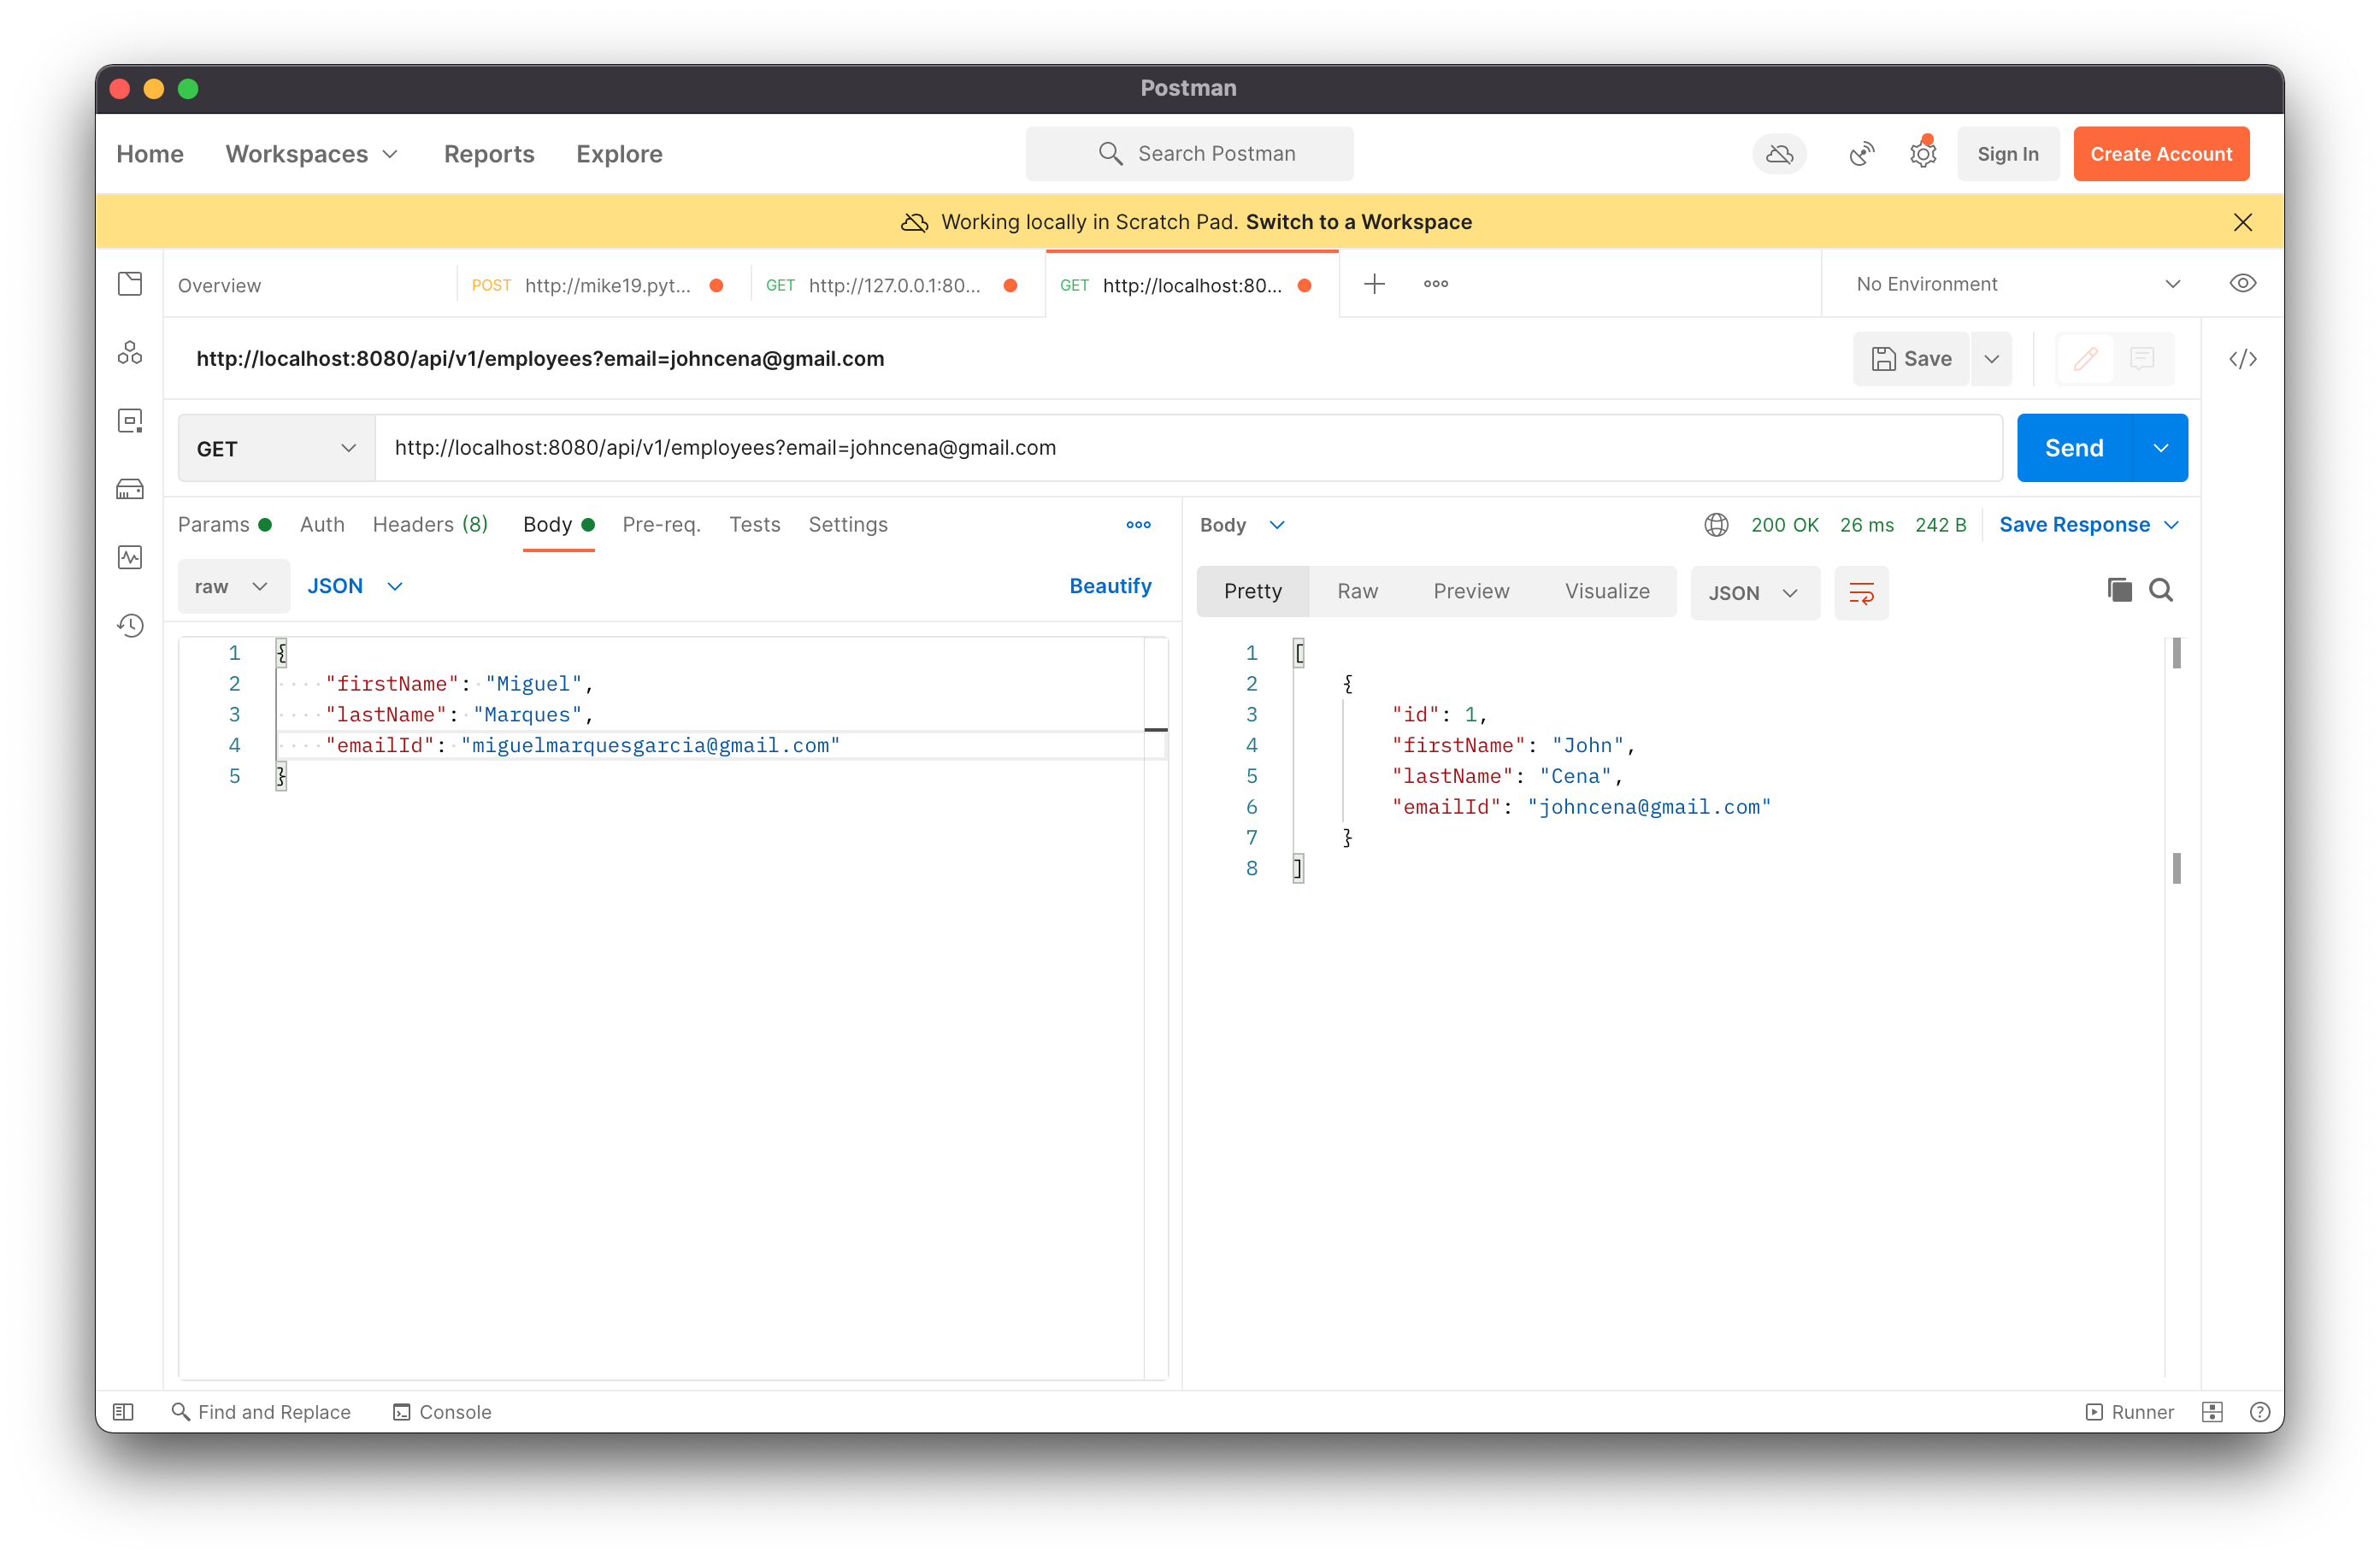 Postman
Home Workspaces Reports Explore Search Postman Sign In Create Account
Working locally in Scratch Pad. Switch to a Workspace
Overview POST http://mike19.pyt... GET http://127.0.0.1:80... GET http://localhost:80... No Environment
http://localhost:8080/api/v1/employees?email=johncena@gmail.com Save
GET http://localhost:8080/api/v1/employees?email=johncena@gmail.com Send
Params Auth Headers (8) Body Pre-req. Tests Settings
raw JSON Beautify
1 {
2 "firstName": "Miguel",
3 "lastName": "Marques",
4 "emailId": "miguelmarquesgarcia@gmail.com"
5 }
Body 200 OK 26 ms 242 B Save Response
Pretty Raw Preview Visualize JSON
1 [
2 {
3 "id": 1,
4 "firstName": "John",
5 "lastName": "Cena",
6 "emailId": "johncena@gmail.com"
7 }
8 ]
Find and Replace Console Runner